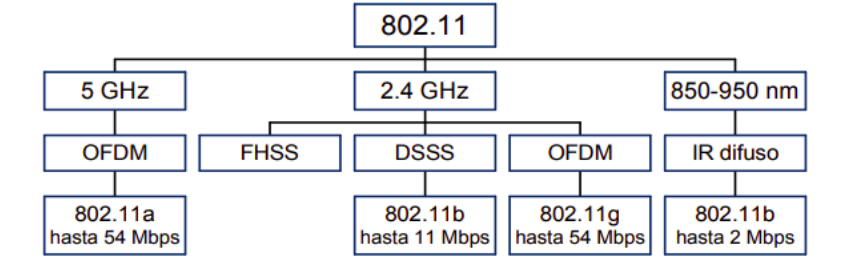 802.11
5 GHz
2.4 GHz
850-950 nm
OFDM
FHSS
DSSS
OFDM
IR difuso
802.11a
hasta 54 Mbps
802.11b
hasta 11 Mbps
802.11g
hasta 54 Mbps
802.11b
hasta 2 Mbps